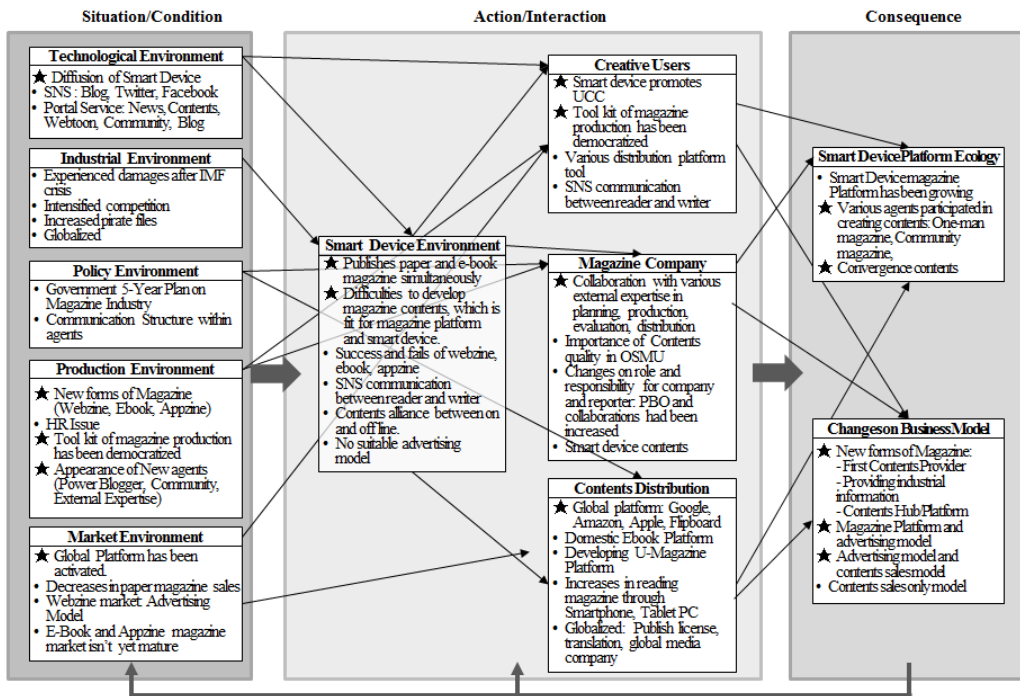 Situation/Condition
Action/Interaction
Consequence
Technological Environment
★ Diffusion of Smart Device
• SNS : Blog, Twitter, Facebook
• Portal Service: News, Contents,
Webtoon, Community, Blog
Industrial Environment
• Experienced damages after IMF
crisis
• Intensified competition
• Increased pirate files
• Globalized
Policy Environment
• Government 5-Year Plan on
Magazine Industry
• Communication Structure within
agents
Production Environment
★ New forms of Magazine
(Webzine, Ebook, Appzine)
• HR Issue
★ Tool kit of magazine production
has been democratized
★ Appearance of New agents
(Power Blogger, Community,
External Expertise)
Market Environment
★ Global Platform has been
activated.
• Decreases in paper magazine sales
• Webzine market: Advertising
Model
• E-Book and Appzine magazine
market isn't yet mature
Smart Device Environment
★ Publishes paper and e-book
magazine simultaneously
★ Difficulties to develop
magazine contents, which is
fit for magazine platform
and smart device.
• Success and fails of webzine,
ebook, appzine
• SNS communication
between reader and writer
• Contents alliance between on
and off line.
• No suitable advertising
model
Creative Users
★ Smart device promotes
UCC
★ Tool kit of magazine
production has been
democratized
• Various distribution platform
tool
• SNS communication
between reader and writer
Magazine Company
★ Collaboration with various
external expertise in
planning, production,
evaluation, distribution
• Importance of Contents
quality in OSMU
• Changes on role and
responsibility for company
and reporter: PBO and
collaborations had been
increased
• Smart device contents
Contents Distribution
★ Global platform: Google,
Amazon, Apple, Flipboard
• Domestic Ebook Platform
• Developing U-Magazine
Platform
• Increases in reading
magazine through
Smartphone, Tablet PC
• Globalized: Publish license,
translation, global media
company
Smart Device Platform Ecology
• Smart Device magazine
Platform has been growing
★ Various agents participated in
creating contents: One-man
magazine, Community
magazine,
★ Convergence contents
Changes on Business Model
★ New forms of Magazine:
- First Contents Provider
- Providing industrial
information
- Contents Hub/Platform
★ Magazine Platform and
advertising model
★ Advertising model and
contents sales model
• Contents sales only model